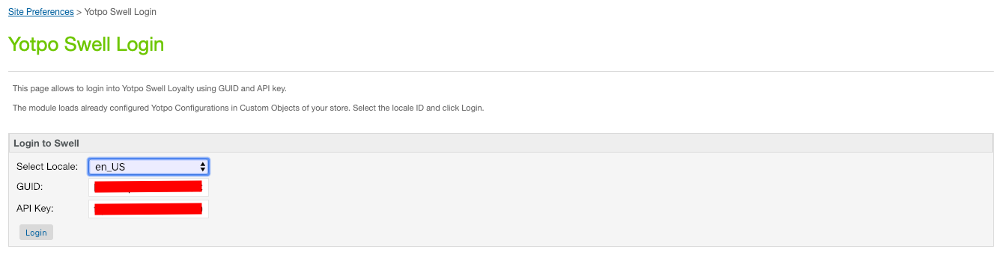 Site Preferences > Yotpo Swell Login
Yotpo Swell Login
This page allows to login into Yotpo Swell Loyalty using GUID and API key.
The module loads already configured Yotpo Configurations in Custom Objects of your store. Select the locale ID and click Login.
Login to Swell
Select Locale: en_US
GUID:
API Key:
Login